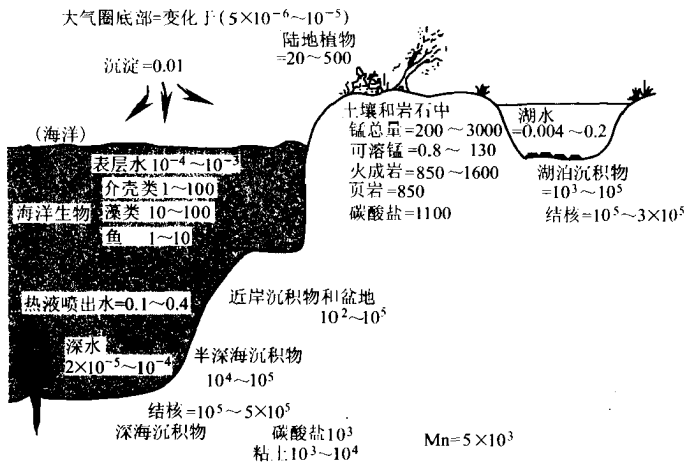 大气圈底部=变化于(5×10⁻⁶~10⁻⁵)
陆地植物
=20~500
沉淀=0.01
(海洋)
表层水 10⁻⁴~10⁻³
介壳类 1~100
海洋生物 藻类 10~100
鱼 1~10
热液喷出水=0.1~0.4
深水
2×10⁻⁵~10⁻⁴
土壤和岩石中
锰总量=200~3000
可溶锰=0.8~130
火成岩=850~1600
页岩=850
碳酸盐=1100
湖水
=0.004~0.2
湖泊沉积物
=10³~10⁵
结核=10⁵~3×10⁵
近岸沉积物和盆地
10²~10⁵
半深海沉积物
10⁴~10⁵
结核=10⁵~5×10⁵
深海沉积物 碳酸盐10³
粘土10³~10⁴
Mn=5×10³